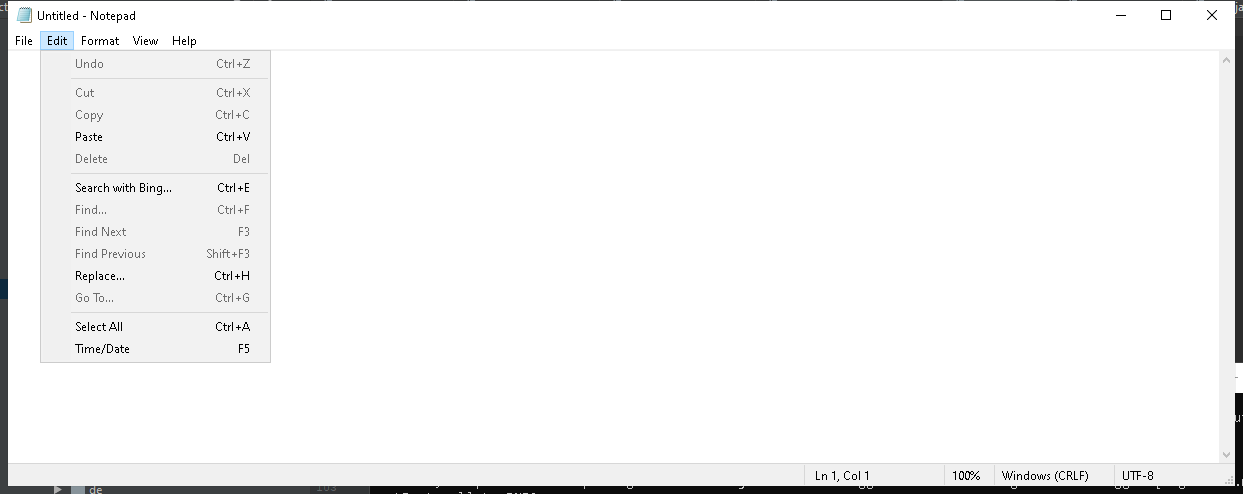 Untitled - Notepad
File Edit Format View Help
Undo Ctrl+Z
Cut Ctrl+X
Copy Ctrl+C
Paste Ctrl+V
Delete Del
Search with Bing... Ctrl+E
Find... Ctrl+F
Find Next F3
Find Previous Shift+F3
Replace... Ctrl+H
Go To... Ctrl+G
Select All Ctrl+A
Time/Date F5
Ln 1, Col 1 100% Windows (CRLF) UTF-8
de 103